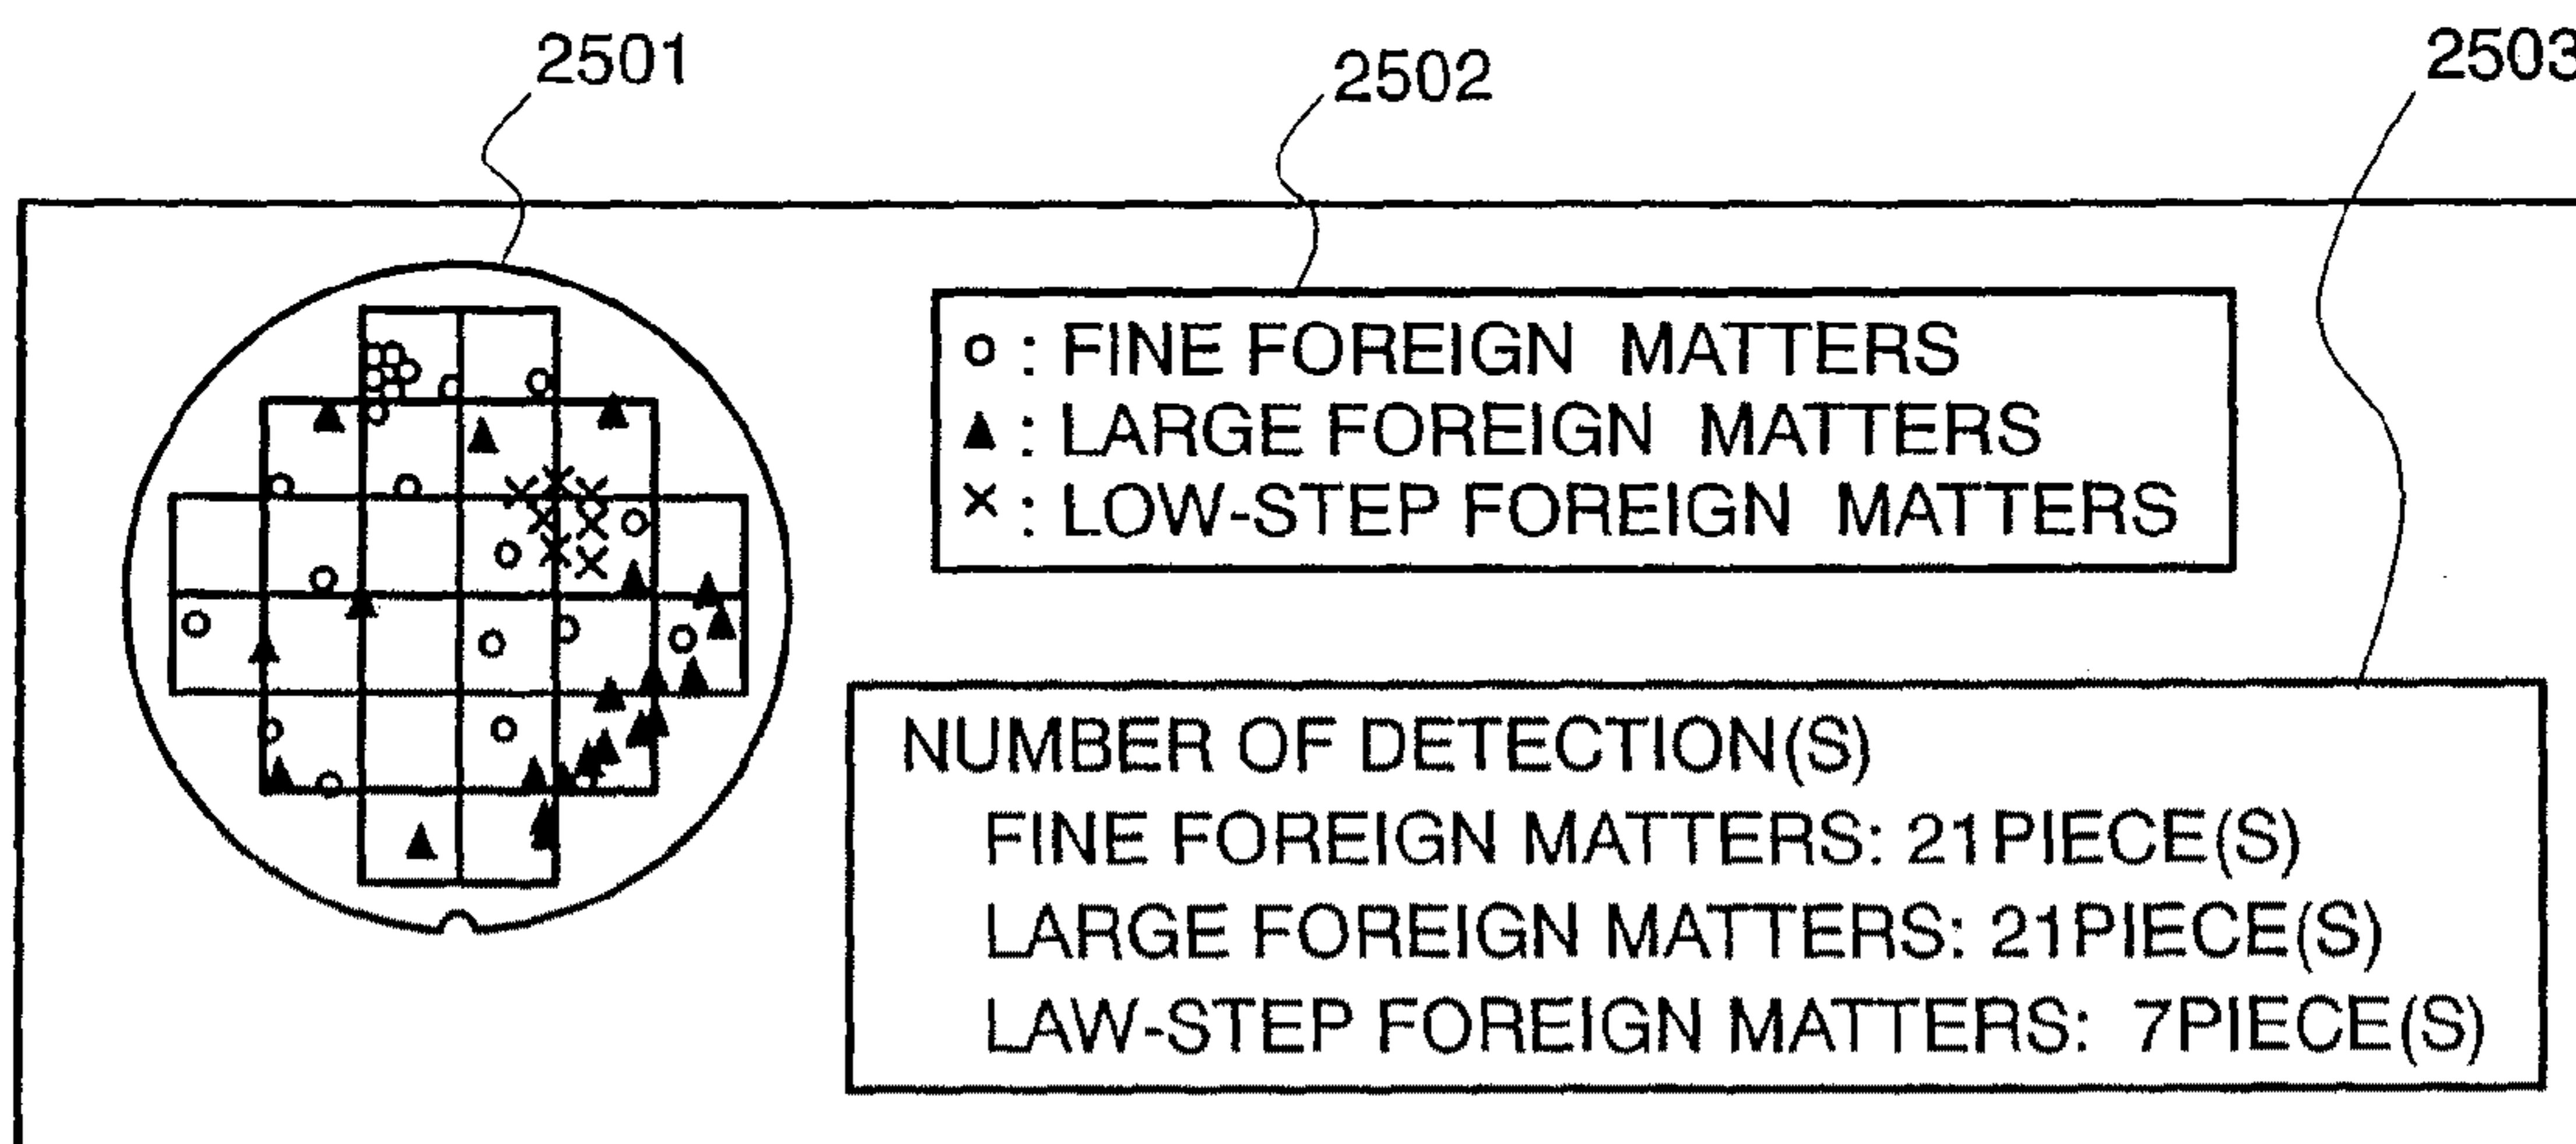 2501
2502
2503
o : FINE FOREIGN MATTERS
▲ : LARGE FOREIGN MATTERS
× : LOW-STEP FOREIGN MATTERS
NUMBER OF DETECTION(S)
FINE FOREIGN MATTERS: 21PIECE(S)
LARGE FOREIGN MATTERS: 21PIECE(S)
LAW-STEP FOREIGN MATTERS: 7PIECE(S)